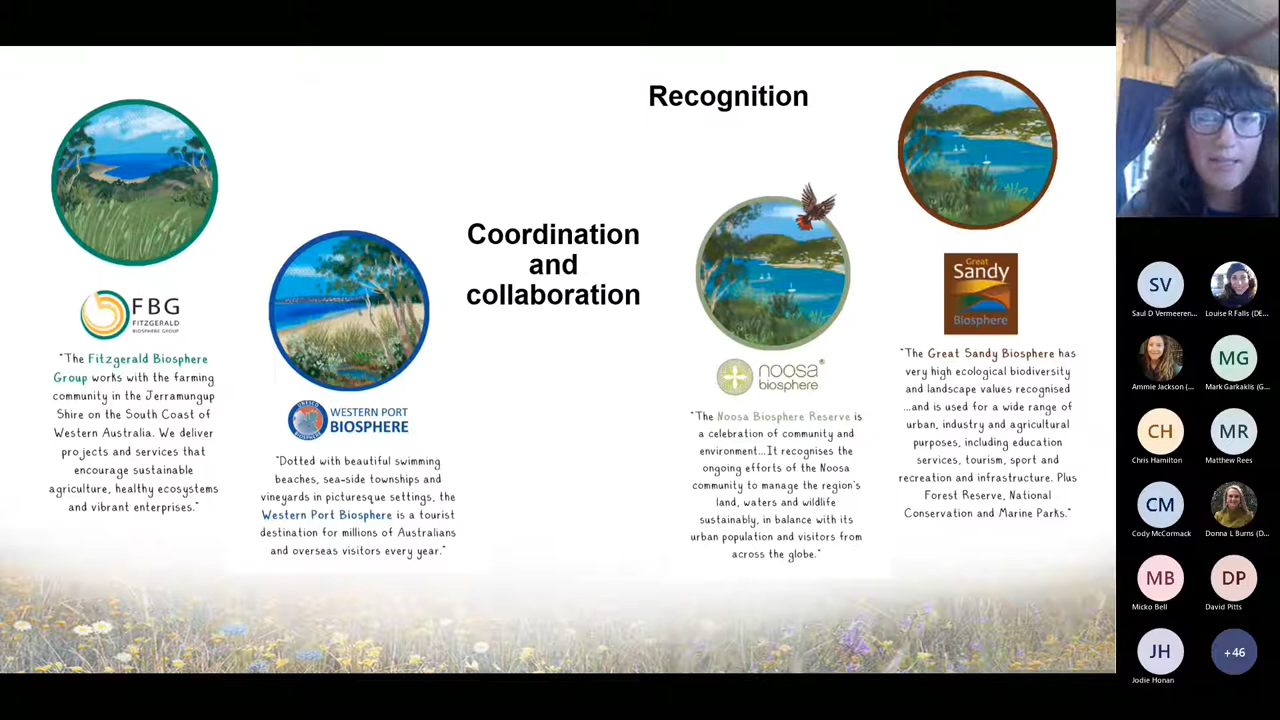 Recognition
Coordination
and
collaboration
FBG
FITZGERALD
BIOSPHERE GROUP
"The Fitzgerald Biosphere
Group works with the farming
community in the Jerramungup
Shire on the South Coast of
Western Australia. We deliver
projects and services that
encourage sustainable
agriculture, healthy ecosystems
and vibrant enterprises."
UNESCO
BIOSPHERE
WESTERN PORT
BIOSPHERE
"Dotted with beautiful swimming
beaches, sea-side townships and
vineyards in picturesque settings, the
Western Port Biosphere is a tourist
destination for millions of Australians
and overseas visitors every year."
noosa®
biosphere
"The Noosa Biosphere Reserve is
a celebration of community and
environment...It recognises the
ongoing efforts of the Noosa
community to manage the region's
land, waters and wildlife
sustainably, in balance with its
urban population and visitors from
across the globe."
Great
Sandy
Biosphere
"The Great Sandy Biosphere has
very high ecological biodiversity
and landscape values recognised
...and is used for a wide range of
urban, industry and agricultural
purposes, including education
services, tourism, sport and
recreation and infrastructure. Plus
Forest Reserve, National
Conservation and Marine Parks."
SV
Saul D Vermeeren...
Louise R Falls (DE...
Ammie Jackson (...
MG
Mark Garkaklis (G...
CH
Chris Hamilton
MR
Matthew Rees
CM
Cody McCormack
Donna L Burns (D...
MB
Micko Bell
DP
David Pitts
JH
Jodie Honan
+46